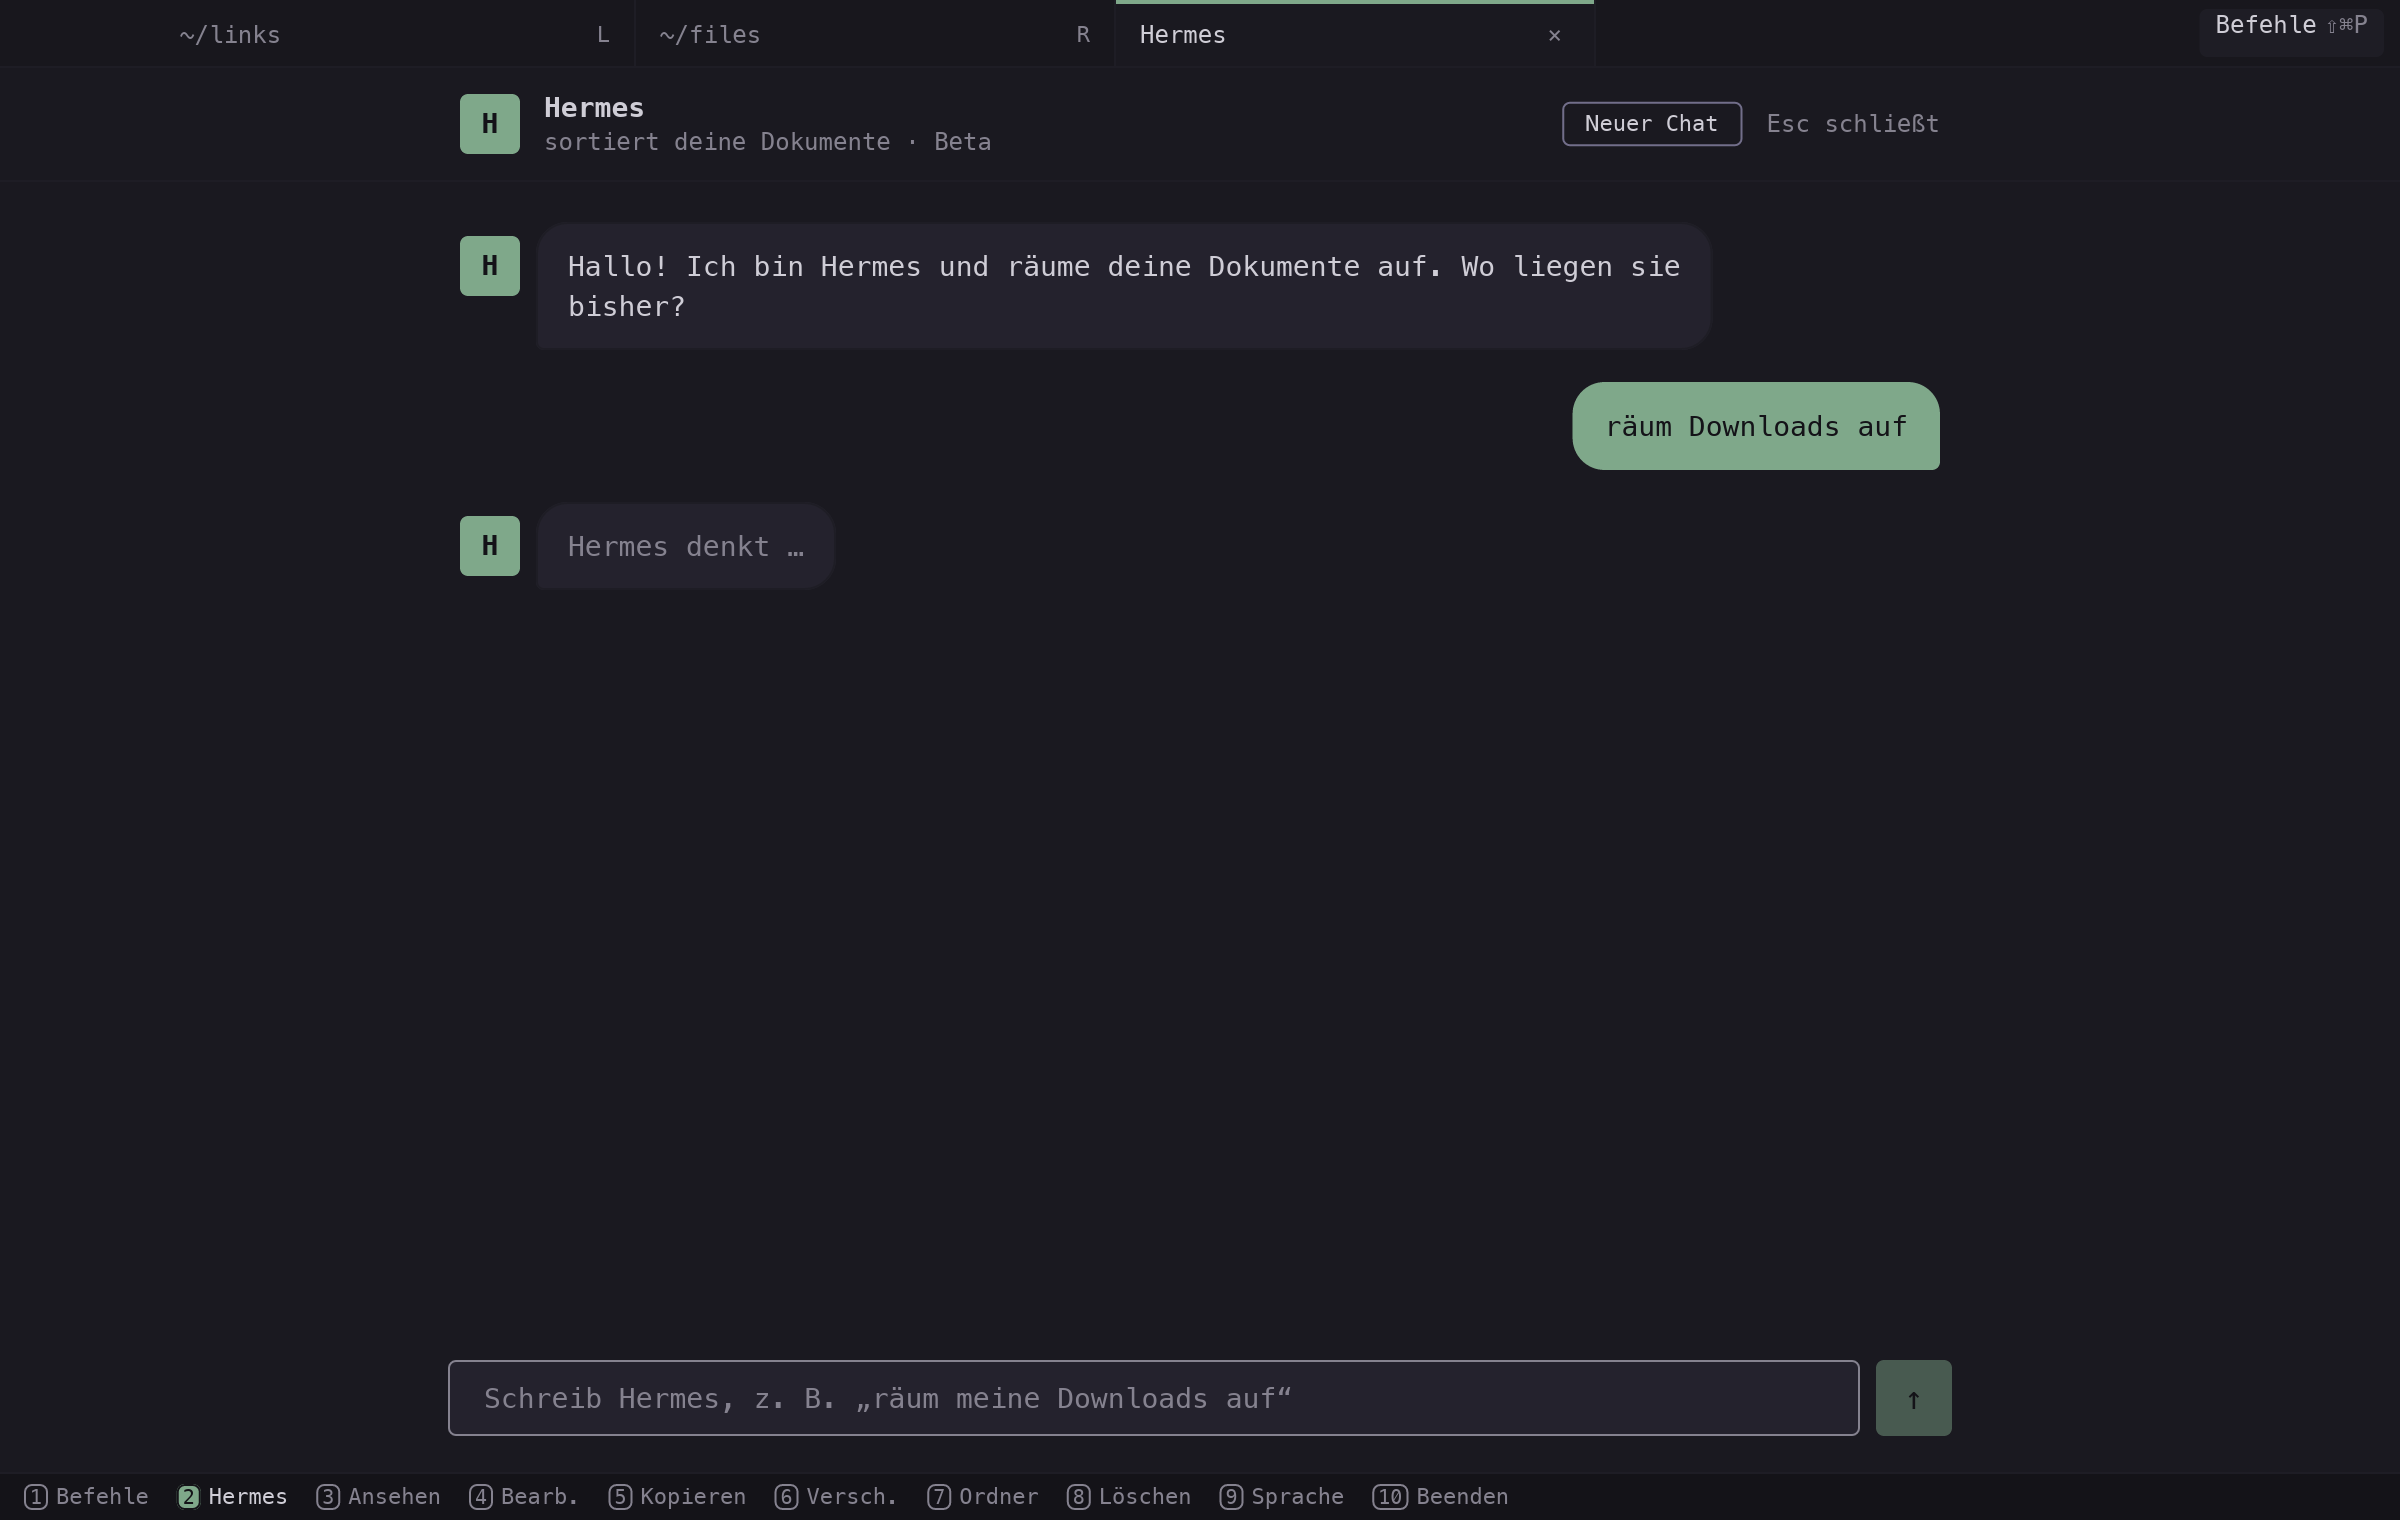 ~/links L ~/files R Hermes × Befehle ⇧⌘P
H Hermes
sortiert deine Dokumente · Beta
Neuer Chat Esc schließt
H Hallo! Ich bin Hermes und räume deine Dokumente auf. Wo liegen sie
bisher?
räum Downloads auf
H Hermes denkt …
Schreib Hermes, z. B. „räum meine Downloads auf“ ↑
1 Befehle 2 Hermes 3 Ansehen 4 Bearb. 5 Kopieren 6 Versch. 7 Ordner 8 Löschen 9 Sprache 10 Beenden